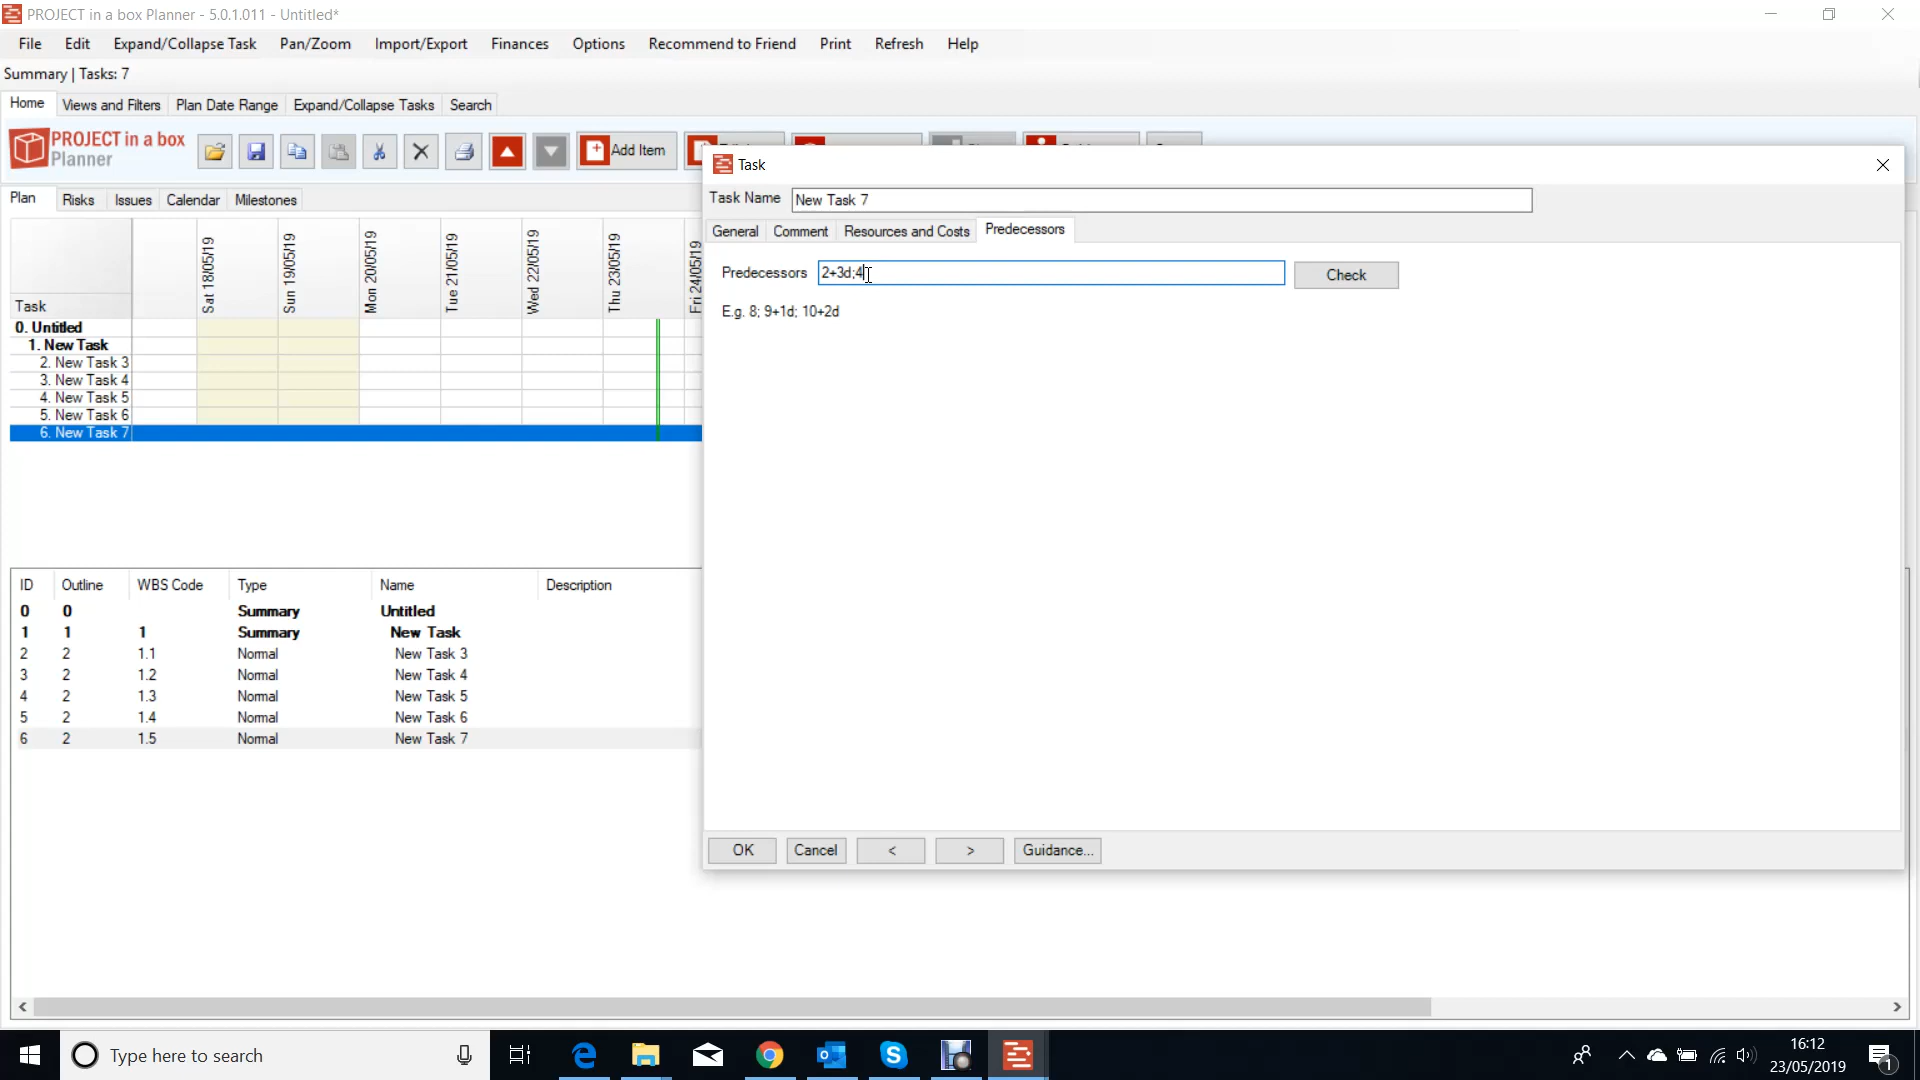 PROJECT in a box Planner - 5.0.1.011 - Untitled*
File Edit Expand/Collapse Task Pan/Zoom Import/Export Finances Options Recommend to Friend Print Refresh Help
Summary | Tasks: 7
Home Views and Filters Plan Date Range Expand/Collapse Tasks Search
PROJECT in a box
Planner
Add Item
Task
Plan Risks Issues Calendar Milestones
Task Name New Task 7
General Comment Resources and Costs Predecessors
Sat 18/05/19
Sun 19/05/19
Mon 20/05/19
Tue 21/05/19
Wed 22/05/19
Thu 23/05/19
Fri 24/05/19
Predecessors 2+3d;4 Check
E.g. 8; 9+1d; 10+2d
Task
0. Untitled
1. New Task
2. New Task 3
3. New Task 4
4. New Task 5
5. New Task 6
6. New Task 7
ID Outline WBS Code Type Name Description
0 0 Summary Untitled
1 1 1 Summary New Task
2 2 1.1 Normal New Task 3
3 2 1.2 Normal New Task 4
4 2 1.3 Normal New Task 5
5 2 1.4 Normal New Task 6
6 2 1.5 Normal New Task 7
OK Cancel < > Guidance...
Type here to search
16:12
23/05/2019
1